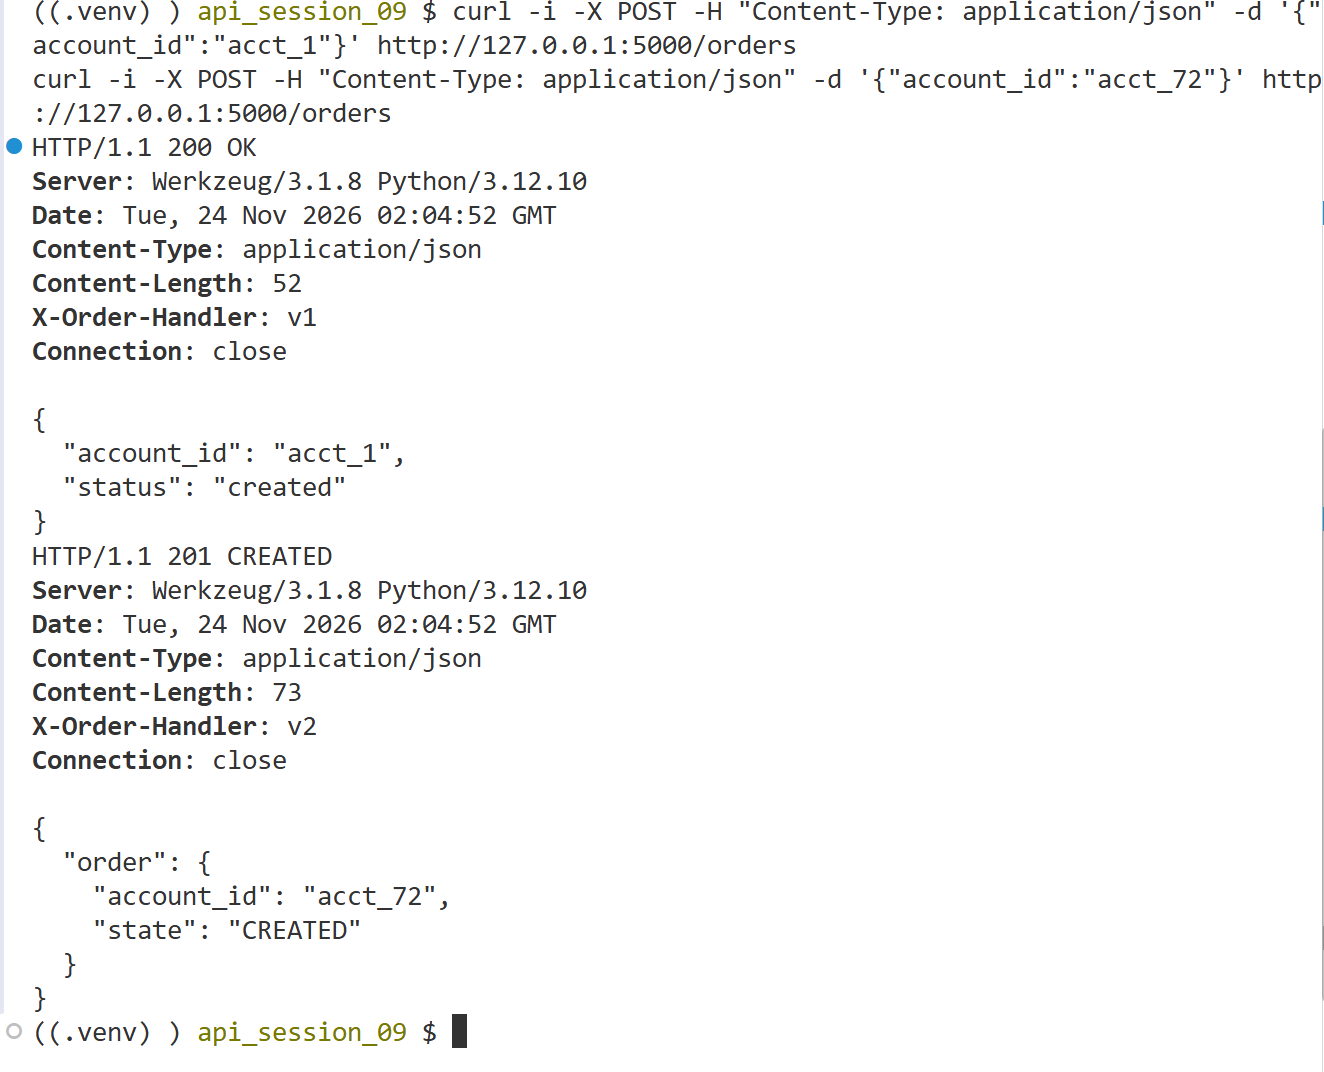 ((.venv) ) api_session_09 $ curl -i -X POST -H "Content-Type: application/json" -d '{"
account_id":"acct_1"}' http://127.0.0.1:5000/orders
curl -i -X POST -H "Content-Type: application/json" -d '{"account_id":"acct_72"}' http
://127.0.0.1:5000/orders
HTTP/1.1 200 OK
Server: Werkzeug/3.1.8 Python/3.12.10
Date: Tue, 24 Nov 2026 02:04:52 GMT
Content-Type: application/json
Content-Length: 52
X-Order-Handler: v1
Connection: close

{
  "account_id": "acct_1",
  "status": "created"
}
HTTP/1.1 201 CREATED
Server: Werkzeug/3.1.8 Python/3.12.10
Date: Tue, 24 Nov 2026 02:04:52 GMT
Content-Type: application/json
Content-Length: 73
X-Order-Handler: v2
Connection: close

{
  "order": {
    "account_id": "acct_72",
    "state": "CREATED"
  }
}
((.venv) ) api_session_09 $